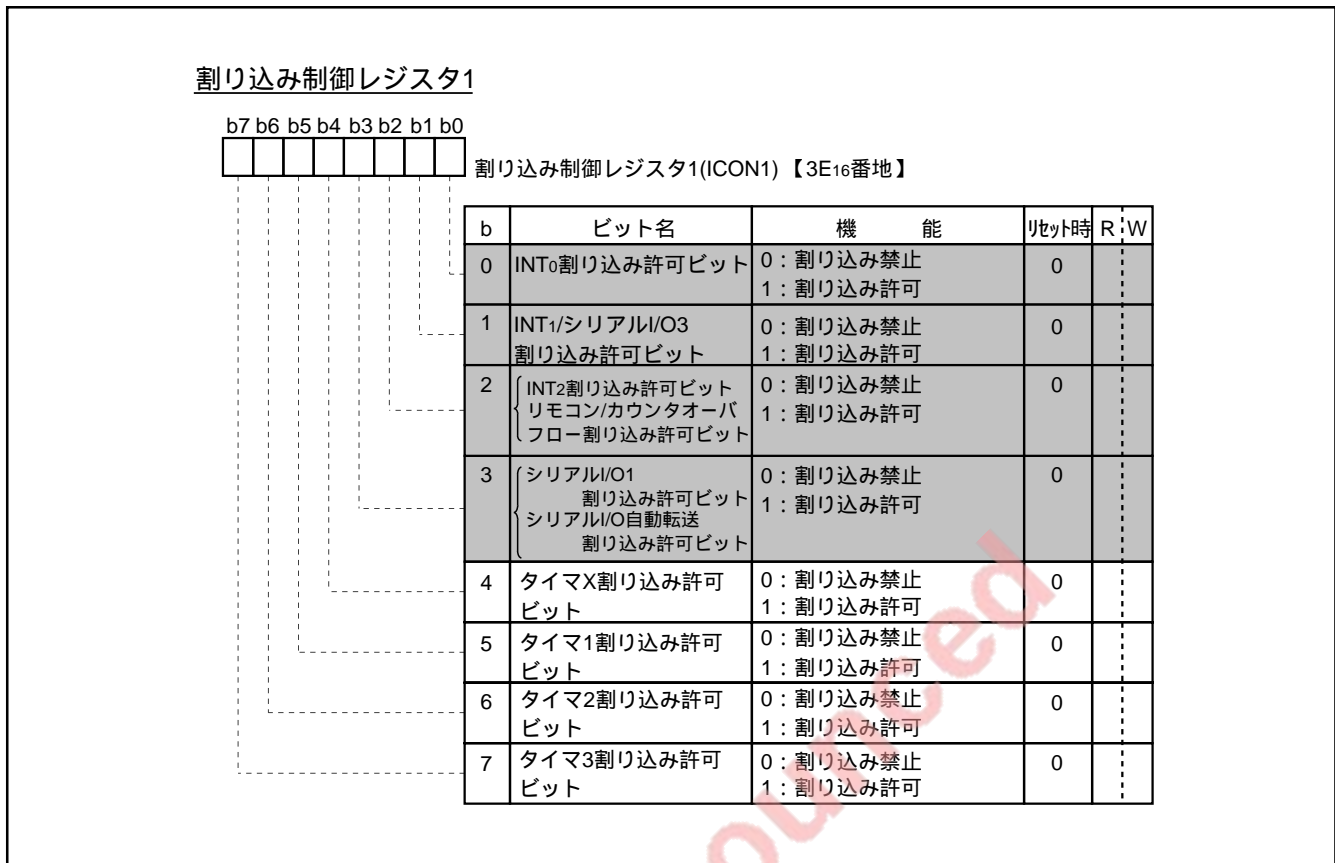 割り込み制御レジスタ1
b7 b6 b5 b4 b3 b2 b1 b0
割り込み制御レジスタ1(ICON1)【3E16番地】
b ビット名 機 能 リセット時 R W
0 INT0割り込み許可ビット 0：割り込み禁止 0
1：割り込み許可
1 INT1/シリアルI/O3 0：割り込み禁止 0
割り込み許可ビット 1：割り込み許可
2 INT2割り込み許可ビット 0：割り込み禁止 0
リモコン/カウンタオーバ 1：割り込み許可
フロー割り込み許可ビット
3 シリアルI/O1 0：割り込み禁止 0
割り込み許可ビット 1：割り込み許可
シリアルI/O自動転送
割り込み許可ビット
4 タイマX割り込み許可 0：割り込み禁止 0
ビット 1：割り込み許可
5 タイマ1割り込み許可 0：割り込み禁止 0
ビット 1：割り込み許可
6 タイマ2割り込み許可 0：割り込み禁止 0
ビット 1：割り込み許可
7 タイマ3割り込み許可 0：割り込み禁止 0
ビット 1：割り込み許可
ounced